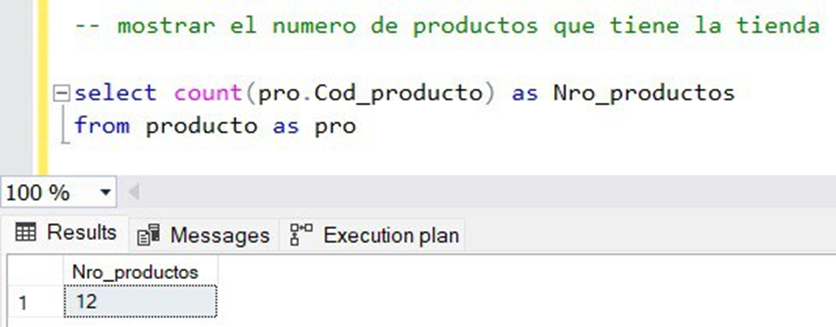 -- mostrar el numero de productos que tiene la tienda
select count(pro.Cod_producto) as Nro_productos
from producto as pro
100 %
Results Messages Execution plan
Nro_productos
1 12